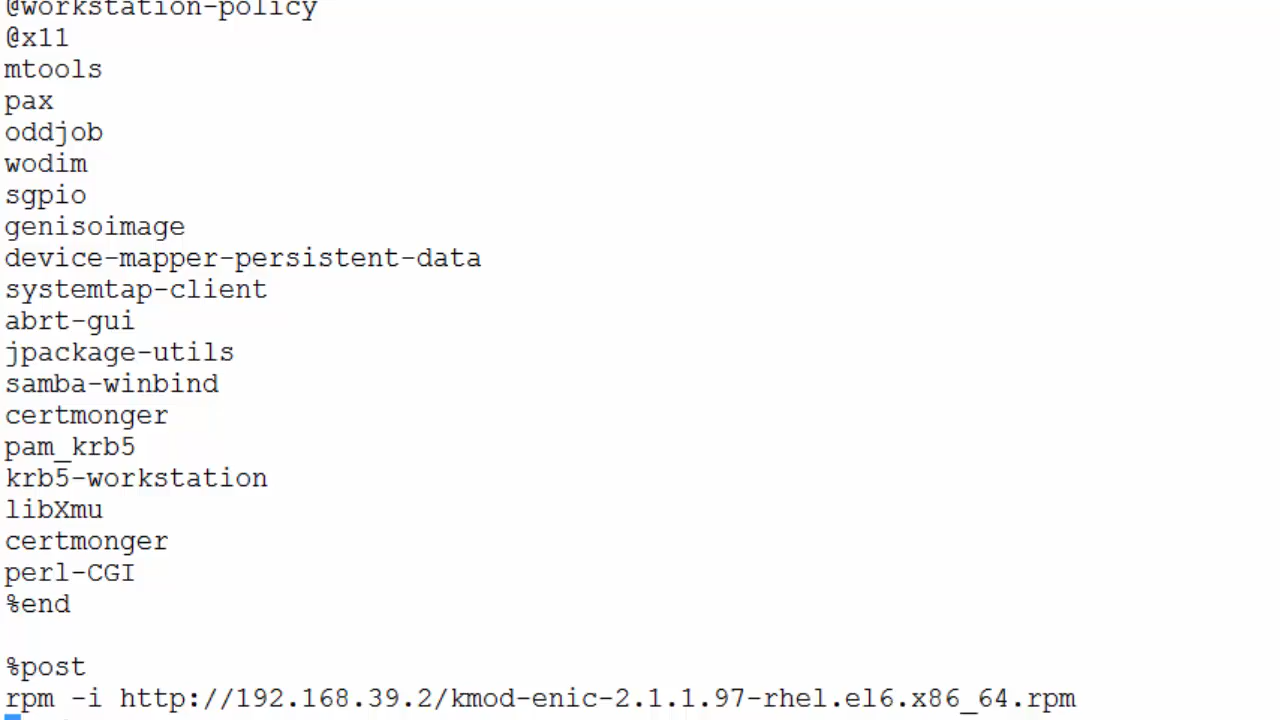 @workstation-policy
@x11
mtools
pax
oddjob
wodim
sgpio
genisoimage
device-mapper-persistent-data
systemtap-client
abrt-gui
jpackage-utils
samba-winbind
certmonger
pam_krb5
krb5-workstation
libXmu
certmonger
perl-CGI
%end
%post
rpm -i http://192.168.39.2/kmod-enic-2.1.1.97-rhel.el6.x86_64.rpm